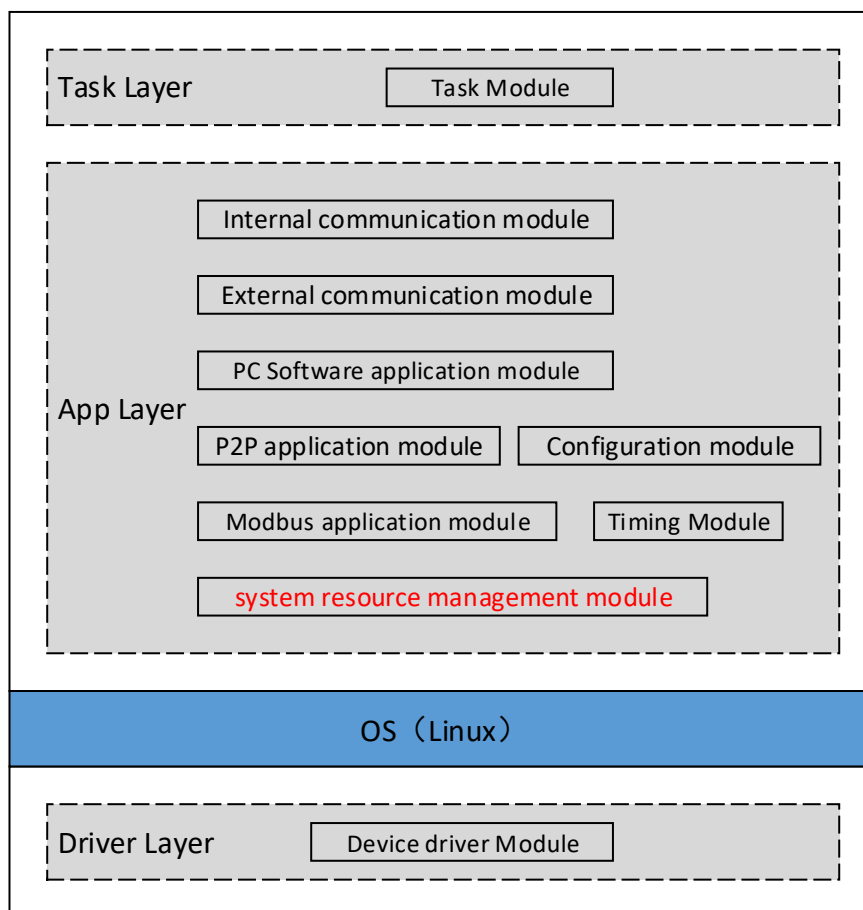 Task Layer
Task Module
Internal communication module
External communication module
PC Software application module
App Layer
P2P application module
Configuration module
Modbus application module
Timing Module
system resource management module
OS（Linux）
Driver Layer
Device driver Module